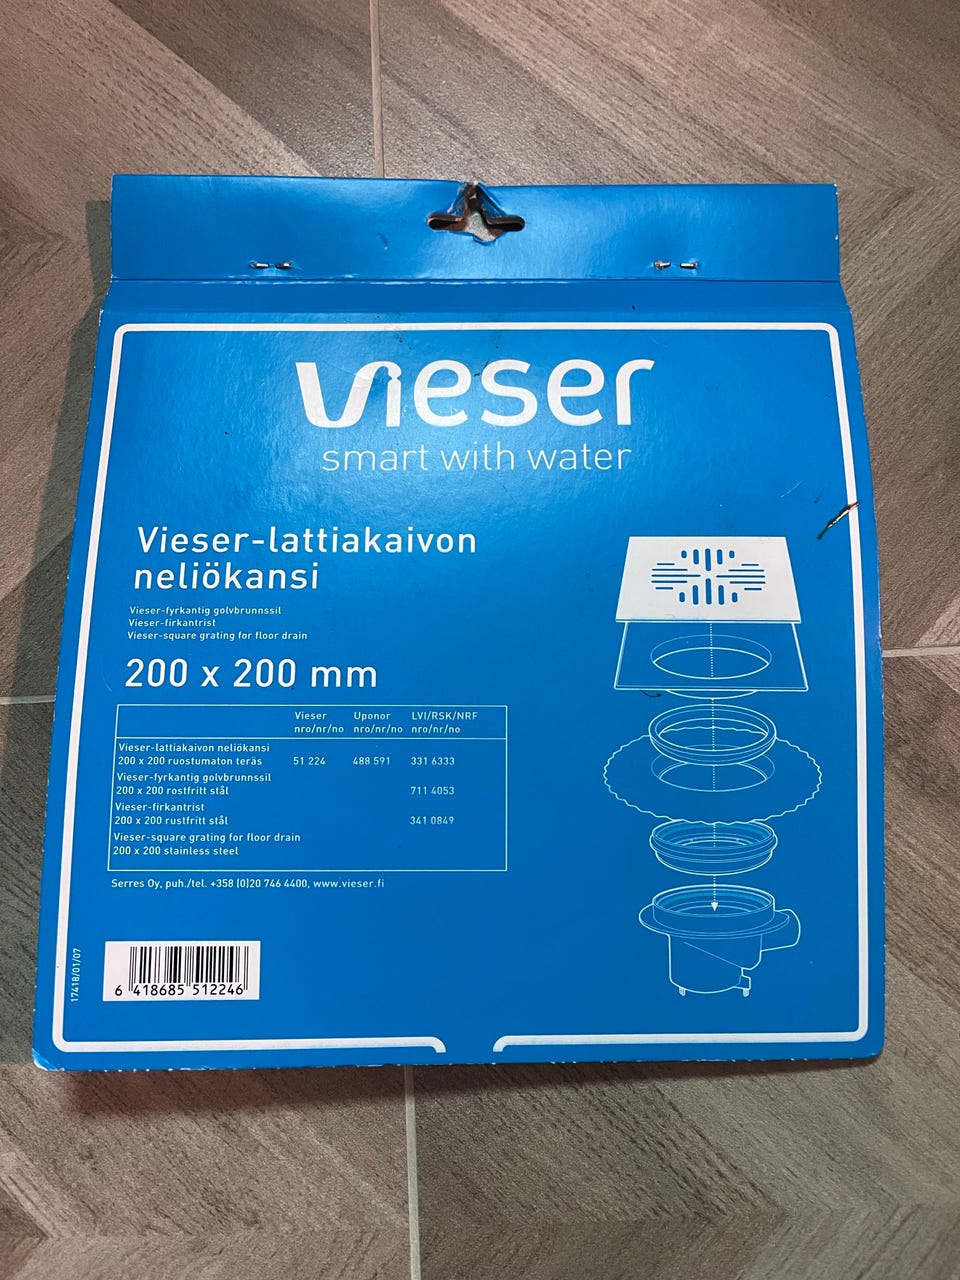 vieser
smart with water
Vieser-lattiakaivon
neliökansi
Vieser-fyrkantig golvbrunnssil
Vieser-firkantrist
Vieser-square grating for floor drain
200 x 200 mm
Vieser Uponor LVI/RSK/NRF
nro/nr/no nro/nr/no nro/nr/no
Vieser-lattiakaivon neliökansi
200 x 200 ruostumaton teräs 51 224 488 591 331 6333
Vieser-fyrkantig golvbrunnssil
200 x 200 rostfritt stål 711 4053
Vieser-firkantrist
200 x 200 rustfritt stål 341 0849
Vieser-square grating for floor drain
200 x 200 stainless steel
Serres Oy, puh./tel. +358 (0)20 746 4400, www.vieser.fi
17418/01/07
6 418685 512246